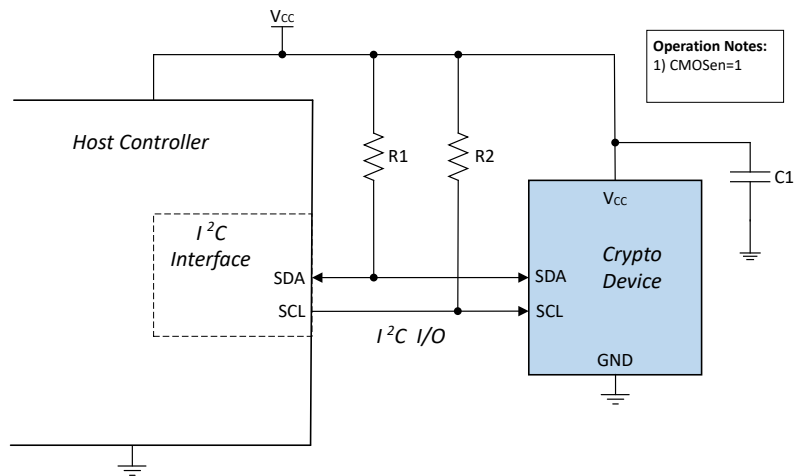 VCC
Operation Notes:
1) CMOSen=1
Host Controller
R1
R2
C1
VCC
I²C
Interface
Crypto
Device
SDA
SDA
SCL
SCL
I²C I/O
GND